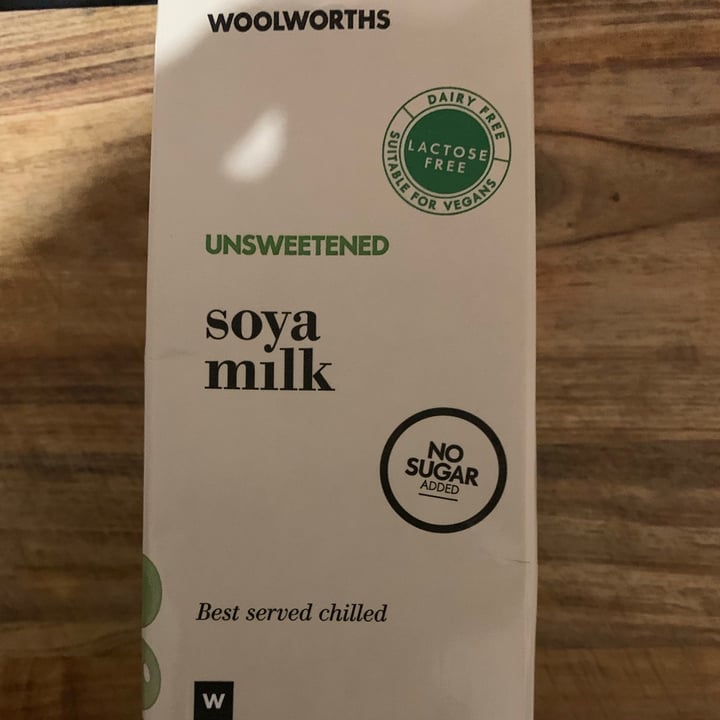 WOOLWORTHS
DAIRY FREE
LACTOSE
FREE
SUITABLE FOR VEGANS
UNSWEETENED
soya
milk
NO
SUGAR
ADDED
Best served chilled
W